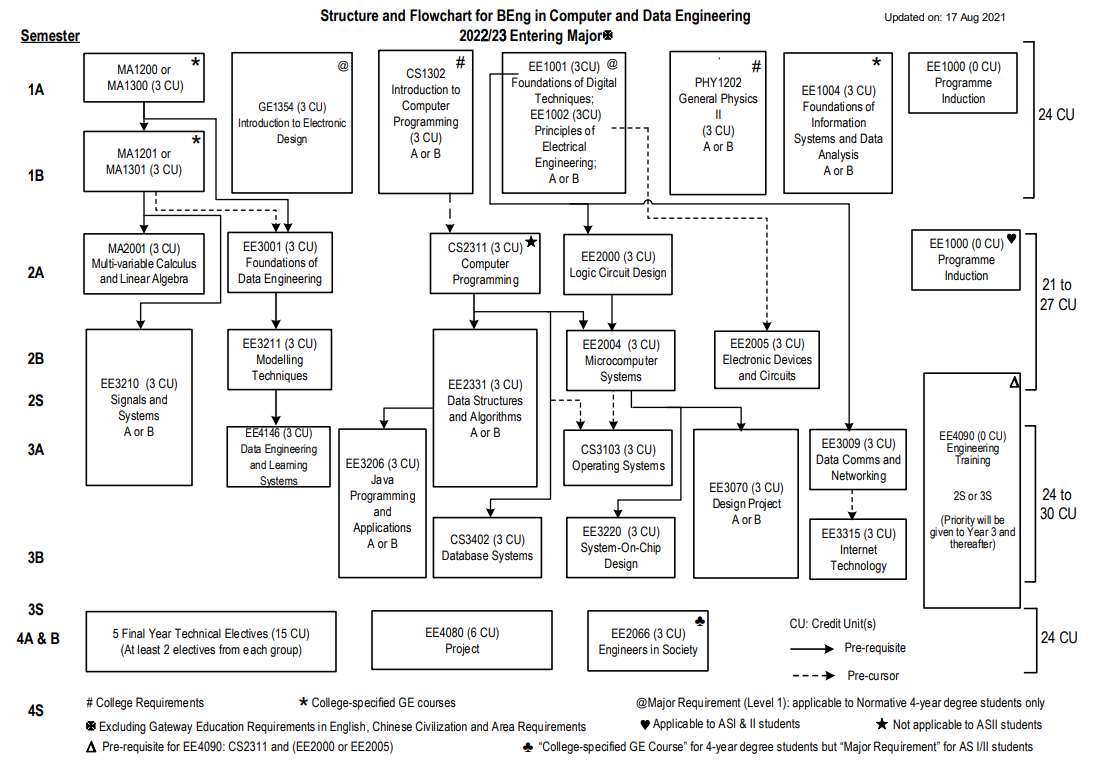 Structure and Flowchart for BEng in Computer and Data Engineering
Updated on: 17 Aug 2021
Semester
2022/23 Entering Major
1A
MA1200 or
MA1300 (3 CU)
*
GE1354 (3 CU)
Introduction to Electronic
Design
@
CS1302
Introduction to
Computer
Programming
(3 CU)
A or B
#
EE1001 (3CU)
Foundations of Digital
Techniques;
EE1002 (3CU)
Principles of
Electrical
Engineering;
A or B
@
PHY1202
General Physics
II
(3 CU)
A or B
#
EE1004 (3 CU)
Foundations of
Information
Systems and Data
Analysis
A or B
*
EE1000 (0 CU)
Programme
Induction
24 CU
1B
MA1201 or
MA1301 (3 CU)
*
2A
MA2001 (3 CU)
Multi-variable Calculus
and Linear Algebra
EE3001 (3 CU)
Foundations of
Data Engineering
CS2311 (3 CU)★
Computer
Programming
EE2000 (3 CU)
Logic Circuit Design
EE1000 (0 CU)♥
Programme
Induction
21 to
27 CU
2B
EE3210 (3 CU)
Signals and
Systems
A or B
EE3211 (3 CU)
Modelling
Techniques
EE2331 (3 CU)
Data Structures
and Algorithms
A or B
EE2004 (3 CU)
Microcomputer
Systems
EE2005 (3 CU)
Electronic Devices
and Circuits
2S
3A
EE4146 (3 CU)
Data Engineering
and Learning
Systems
EE3206 (3 CU)
Java
Programming
and
Applications
A or B
CS3103 (3 CU)
Operating Systems
EE3070 (3 CU)
Design Project
A or B
EE3009 (3 CU)
Data Comms and
Networking
EE4090 (0 CU)
Engineering
Training
2S or 3S
(Priority will be
given to Year 3 and
thereafter)
24 to
30 CU
3B
CS3402 (3 CU)
Database Systems
EE3220 (3 CU)
System-On-Chip
Design
EE3315 (3 CU)
Internet
Technology
3S
4A & B
5 Final Year Technical Electives (15 CU)
(At least 2 electives from each group)
EE4080 (6 CU)
Project
EE2066 (3 CU)
Engineers in Society
♣
CU: Credit Unit(s)
Pre-requisite
Pre-cursor
24 CU
4S
# College Requirements
* College-specified GE courses
@Major Requirement (Level 1): applicable to Normative 4-year degree students only
Excluding Gateway Education Requirements in English, Chinese Civilization and Area Requirements
♥ Applicable to ASI & II students
★ Not applicable to ASII students
Δ Pre-requisite for EE4090: CS2311 and (EE2000 or EE2005)
♣ “College-specified GE Course” for 4-year degree students but “Major Requirement” for AS I/II students